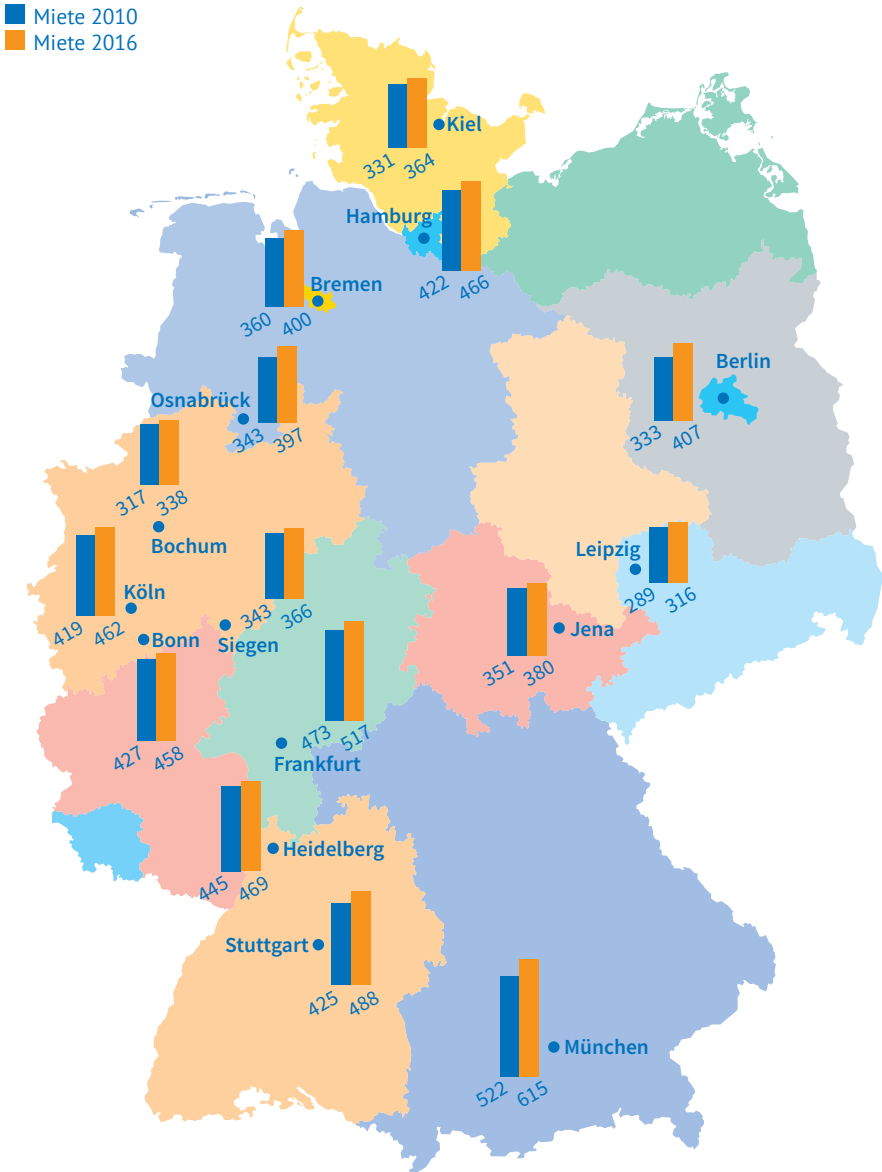 Miete 2010
Miete 2016
Kiel
331 364
Hamburg
422 466
Bremen
360 400
Berlin
333 407
Osnabrück
343 397
317 338
Bochum
Leipzig
289 316
Köln
419 462
343 366
Siegen
Bonn
427 458
Jena
351 380
473 517
Frankfurt
Heidelberg
445 469
Stuttgart
425 488
München
522 615